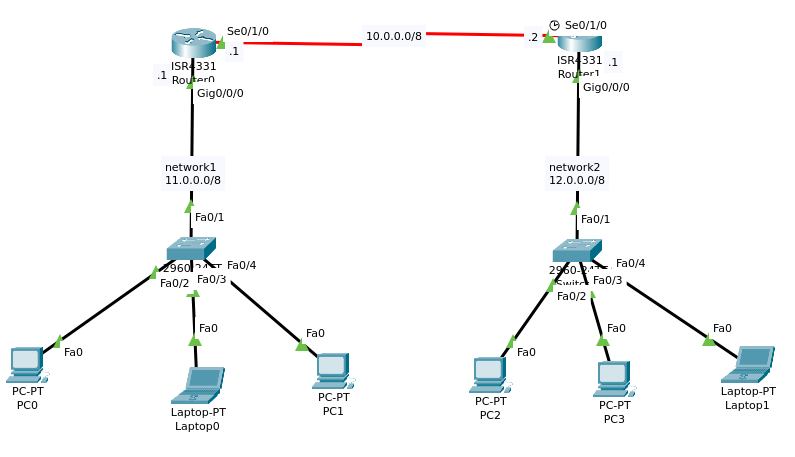 Se0/1/0
10.0.0.0/8
Se0/1/0
.1
.2
ISR4331
Router0
ISR4331
Router1
.1
.1
Gig0/0/0
Gig0/0/0
network1
11.0.0.0/8
network2
12.0.0.0/8
Fa0/1
Fa0/1
Fa0/4
Fa0/2
Fa0/3
Fa0/4
Fa0/3
Fa0/2
Fa0
Fa0
Fa0
Fa0
Fa0
Fa0
PC-PT
PC0
Laptop-PT
Laptop0
PC-PT
PC1
PC-PT
PC2
PC-PT
PC3
Laptop-PT
Laptop1